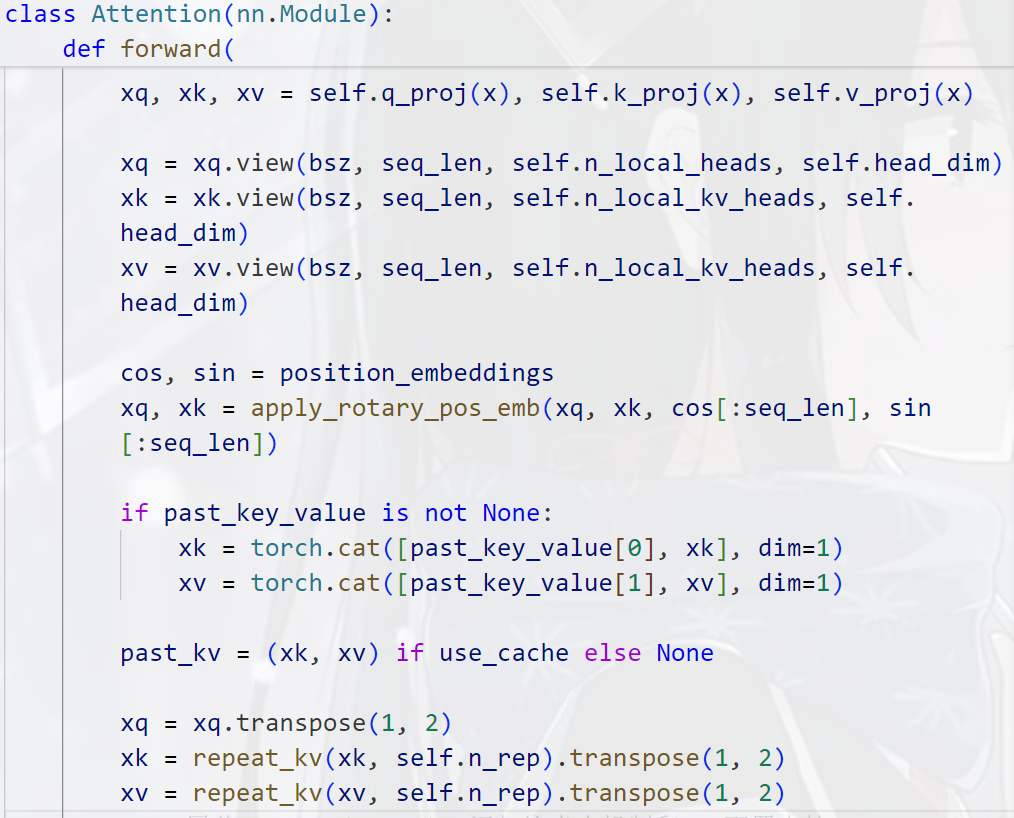 class Attention(nn.Module):
    def forward(
        xq, xk, xv = self.q_proj(x), self.k_proj(x), self.v_proj(x)
        xq = xq.view(bsz, seq_len, self.n_local_heads, self.head_dim)
        xk = xk.view(bsz, seq_len, self.n_local_kv_heads, self.
        head_dim)
        xv = xv.view(bsz, seq_len, self.n_local_kv_heads, self.
        head_dim)
        cos, sin = position_embeddings
        xq, xk = apply_rotary_pos_emb(xq, xk, cos[:seq_len], sin
        [:seq_len])
        if past_key_value is not None:
            xk = torch.cat([past_key_value[0], xk], dim=1)
            xv = torch.cat([past_key_value[1], xv], dim=1)
        past_kv = (xk, xv) if use_cache else None
        xq = xq.transpose(1, 2)
        xk = repeat_kv(xk, self.n_rep).transpose(1, 2)
        xv = repeat_kv(xv, self.n_rep).transpose(1, 2)